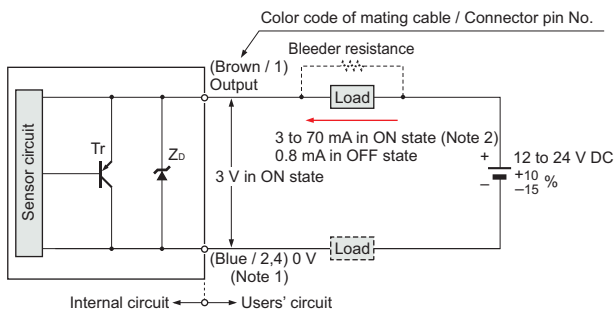 Color code of mating cable / Connector pin No.
Bleeder resistance
(Brown / 1)
Output
Load
Sensor circuit
Tr
ZD
3 V in ON state
3 to 70 mA in ON state (Note 2)
0.8 mA in OFF state
+
–
12 to 24 V DC
+10
–15 %
Load
(Blue / 2,4) 0 V
(Note 1)
Internal circuit
Users' circuit